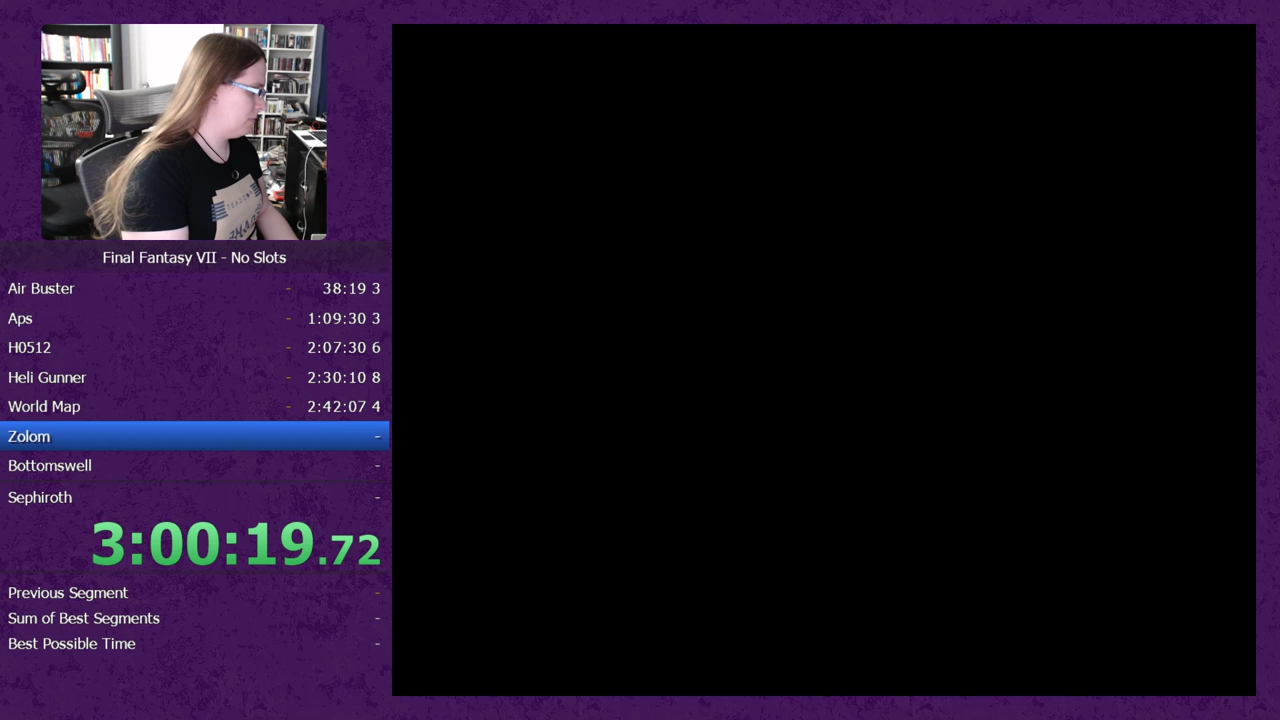 Final Fantasy VII - No Slots
Air Buster - 38:19 3
Aps - 1:09:30 3
H0512 - 2:07:30 6
Heli Gunner - 2:30:10 8
World Map - 2:42:07 4
Zolom -
Bottomswell -
Sephiroth -
3:00:19.72
Previous Segment -
Sum of Best Segments -
Best Possible Time -